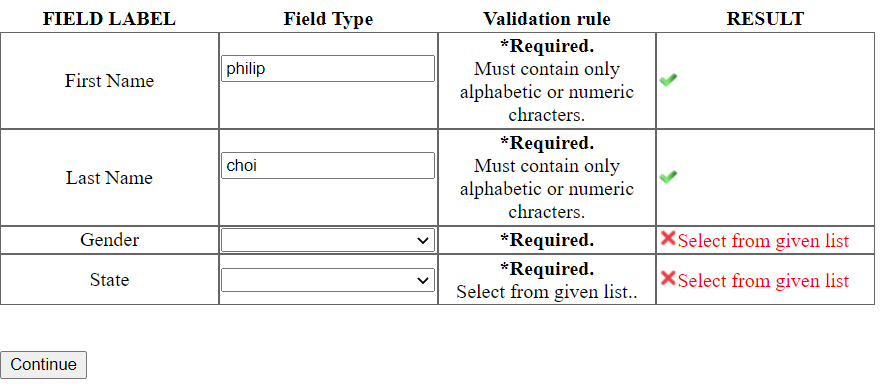 FIELD LABEL Field Type Validation rule RESULT
First Name philip *Required.
Must contain only
alphabetic or numeric
chracters.
Last Name choi *Required.
Must contain only
alphabetic or numeric
chracters.
Gender *Required. Select from given list
State *Required.
Select from given list.. Select from given list
Continue